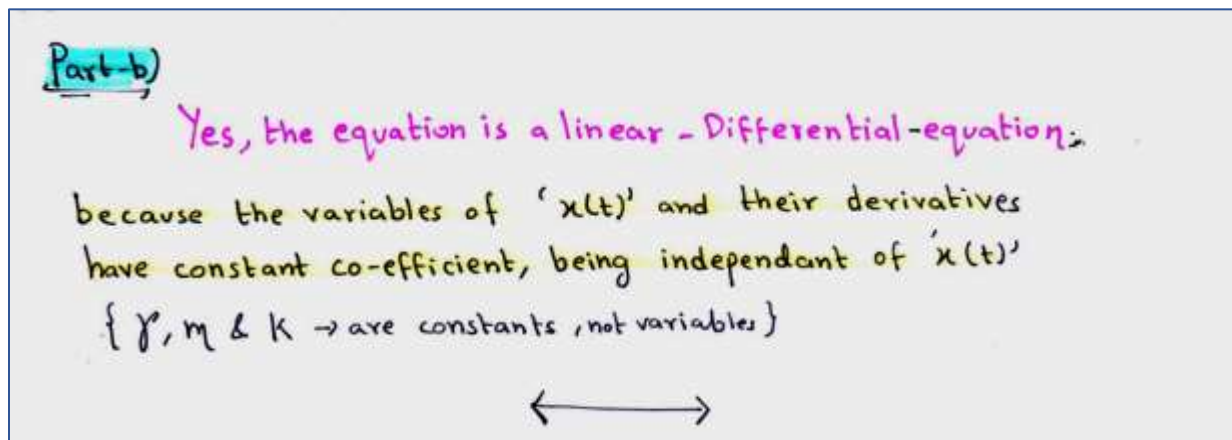 Part-b)
Yes, the equation is a linear - Differential-equation;
because the variables of 'x(t)' and their derivatives
have constant co-efficient, being independant of 'x(t)'
{ γ, m & K → are constants, not variables}